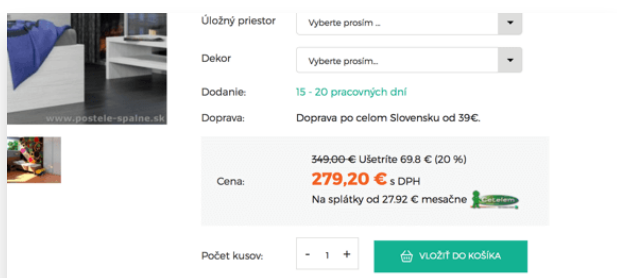 Úložný priestor
Vyberte prosím ...
Dekor
Vyberte prosím...
Dodanie:
15 - 20 pracovných dní
Doprava:
Doprava po celom Slovensku od 39€.
www.postele-spalne.sk
349,00 € Ušetríte 69.8 € (20 %)
Cena:
279,20 € s DPH
Na splátky od 27.92 € mesačne Cetelem
Počet kusov:
- 1 +
VLOŽIŤ DO KOŠÍKA